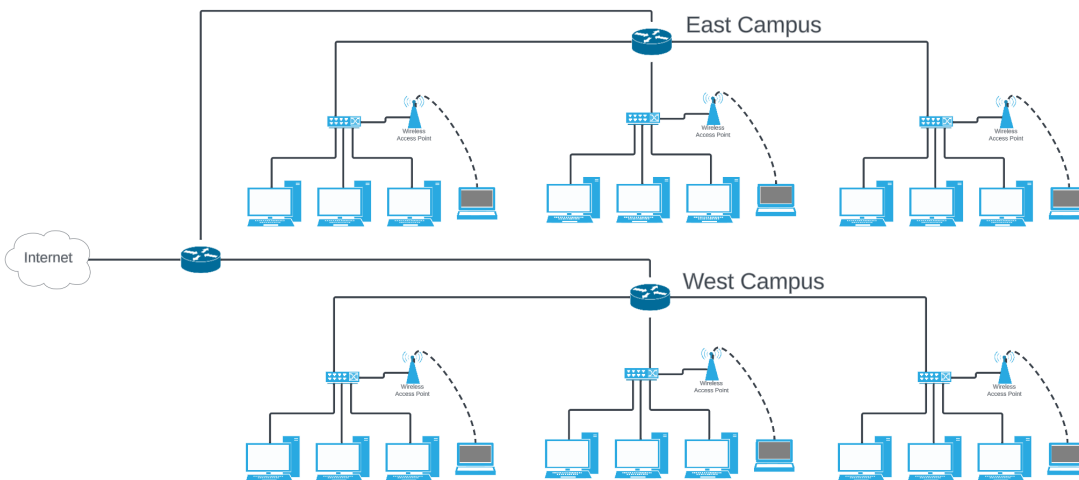 East Campus
Wireless
Access Point
Wireless
Access Point
Wireless
Access Point
Internet
West Campus
Wireless
Access Point
Wireless
Access Point
Wireless
Access Point